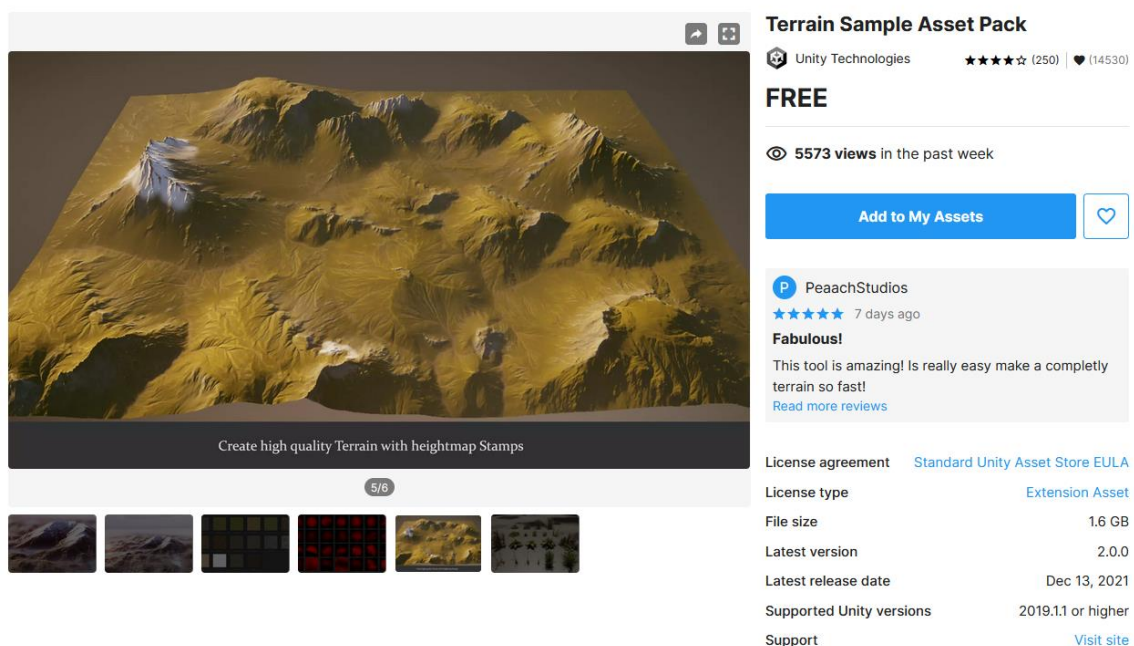 Terrain Sample Asset Pack
Unity Technologies ★★★★☆ (250) | ♥ (14530)
FREE
5573 views in the past week
Add to My Assets
P PeaachStudios
★★★★★ 7 days ago
Fabulous!
This tool is amazing! Is really easy make a completly
terrain so fast!
Read more reviews
License agreement Standard Unity Asset Store EULA
License type Extension Asset
File size 1.6 GB
Latest version 2.0.0
Latest release date Dec 13, 2021
Supported Unity versions 2019.1.1 or higher
Support Visit site
Create high quality Terrain with heightmap Stamps
5/6